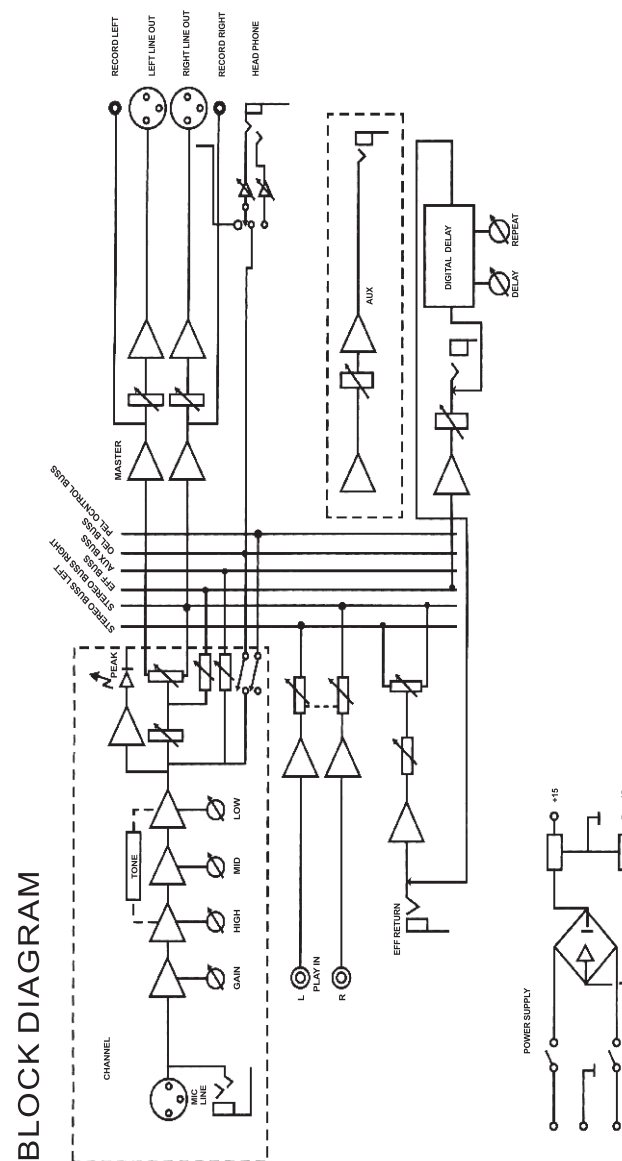 BLOCK DIAGRAM
CHANNEL
MIC
LINE
GAIN
HIGH
MID
LOW
TONE
PEAK
STEREO BUSS LEFT
STEREO BUSS RIGHT
EFF BUSS
AUX BUSS
OEL BUSS
PEL OCNTROL BUSS
MASTER
RECORD LEFT
LEFT LINE OUT
RIGHT LINE OUT
RECORD RIGHT
HEAD PHONE
L
PLAY IN
R
AUX
EFF RETURN
DIGITAL DELAY
DELAY
REPEAT
POWER SUPPLY
+15